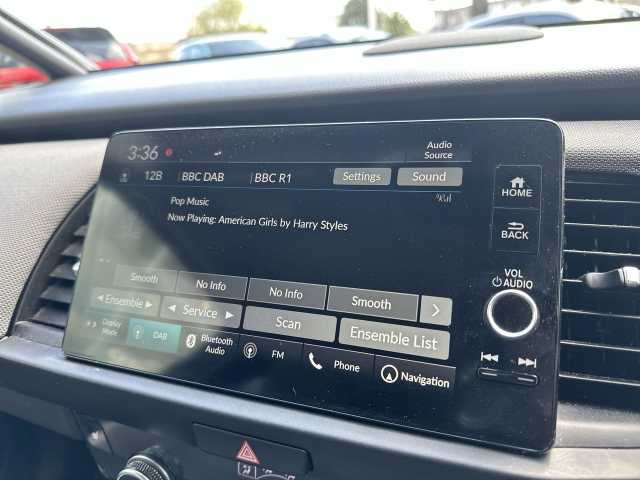 3:36
Audio
Source
12B BBC DAB BBC R1 Settings Sound
Pop Music
Now Playing: American Girls by Harry Styles
HOME
BACK
VOL
AUDIO
Smooth No Info No Info Smooth
Ensemble Service Scan Ensemble List
Display
Mode
DAB
Bluetooth
Audio
FM
Phone
Navigation